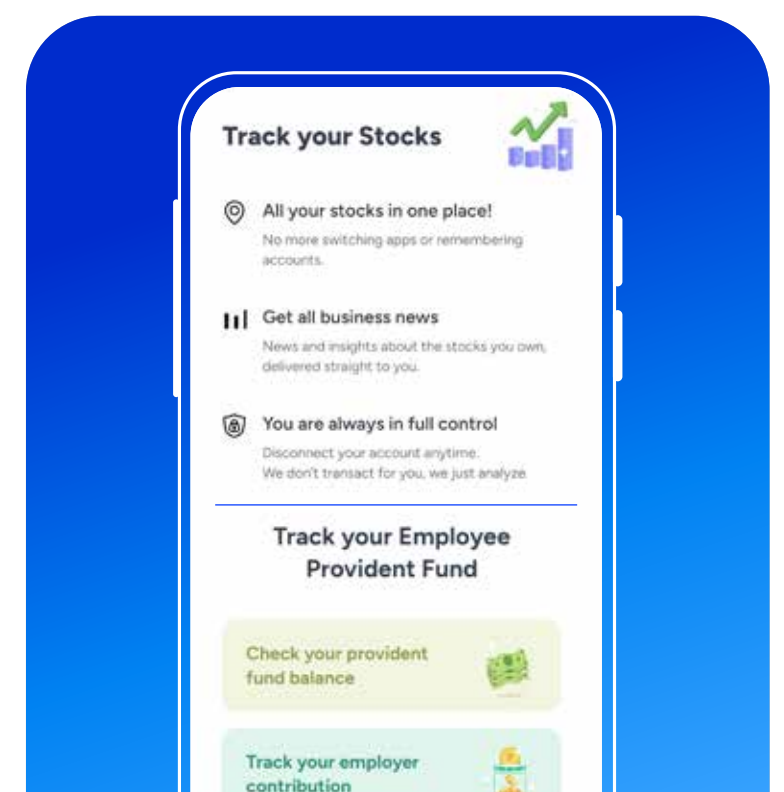 Track your Stocks
All your stocks in one place!
No more switching apps or remembering
accounts.
Get all business news
News and insights about the stocks you own,
delivered straight to you.
You are always in full control
Disconnect your account anytime.
We don't transact for you, we just analyze
Track your Employee
Provident Fund
Check your provident
fund balance
Track your employer
contribution